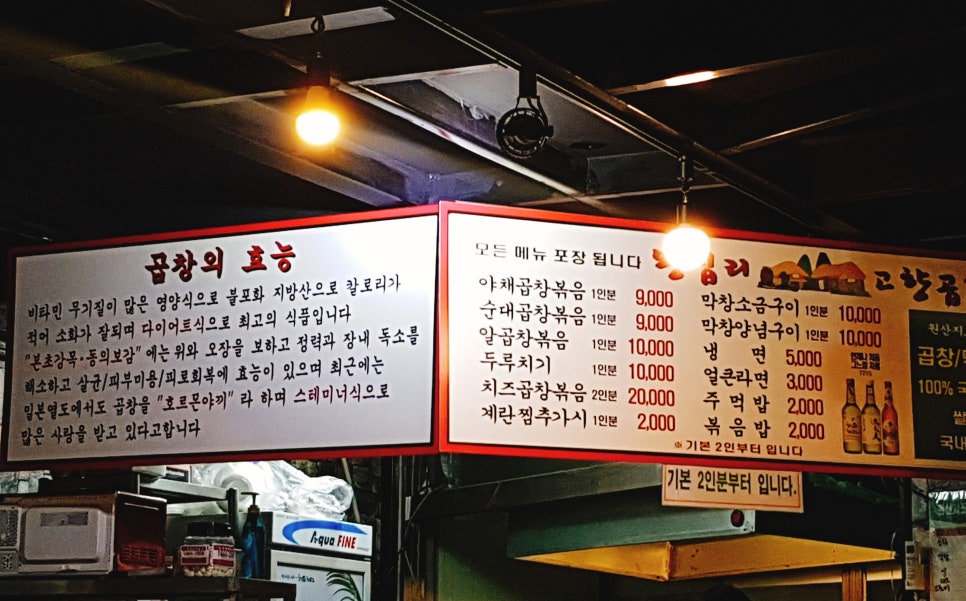 곱창의 효능
비타민 무기질이 많은 영양식으로 불포화 지방산으로 칼로리가
적어 소화가 잘되며 다이어트식으로 최고의 식품입니다
"본초강목·동의보감"에는 위와 오장을 보하고 정력과 장내 독소를
해소하고 살균/피부미용/피로회복에 효능이 있으며 최근에는
일본열도에서도 곱창을 "호르몬야끼"라 하며 스테미너식으로
많은 사랑을 받고 있다고합니다
모든 메뉴 포장 됩니다
리 고향곱
야채곱창볶음 1인분 9,000
순대곱창볶음 1인분 9,000
알곱창볶음 1인분 10,000
두루치기 1인분 10,000
치즈곱창볶음 2인분 20,000
계란찜추가시 1인분 2,000
막창소금구이 1인분 10,000
막창양념구이 1인분 10,000
냉 면 5,000
얼큰라면 3,000
주 먹 밥 2,000
볶 음 밥 2,000
※ 기본 2인부터 입니다
원산지
곱창/
100% 국
쌀
국내
기본 2인분부터 입니다.
Aqua FINE